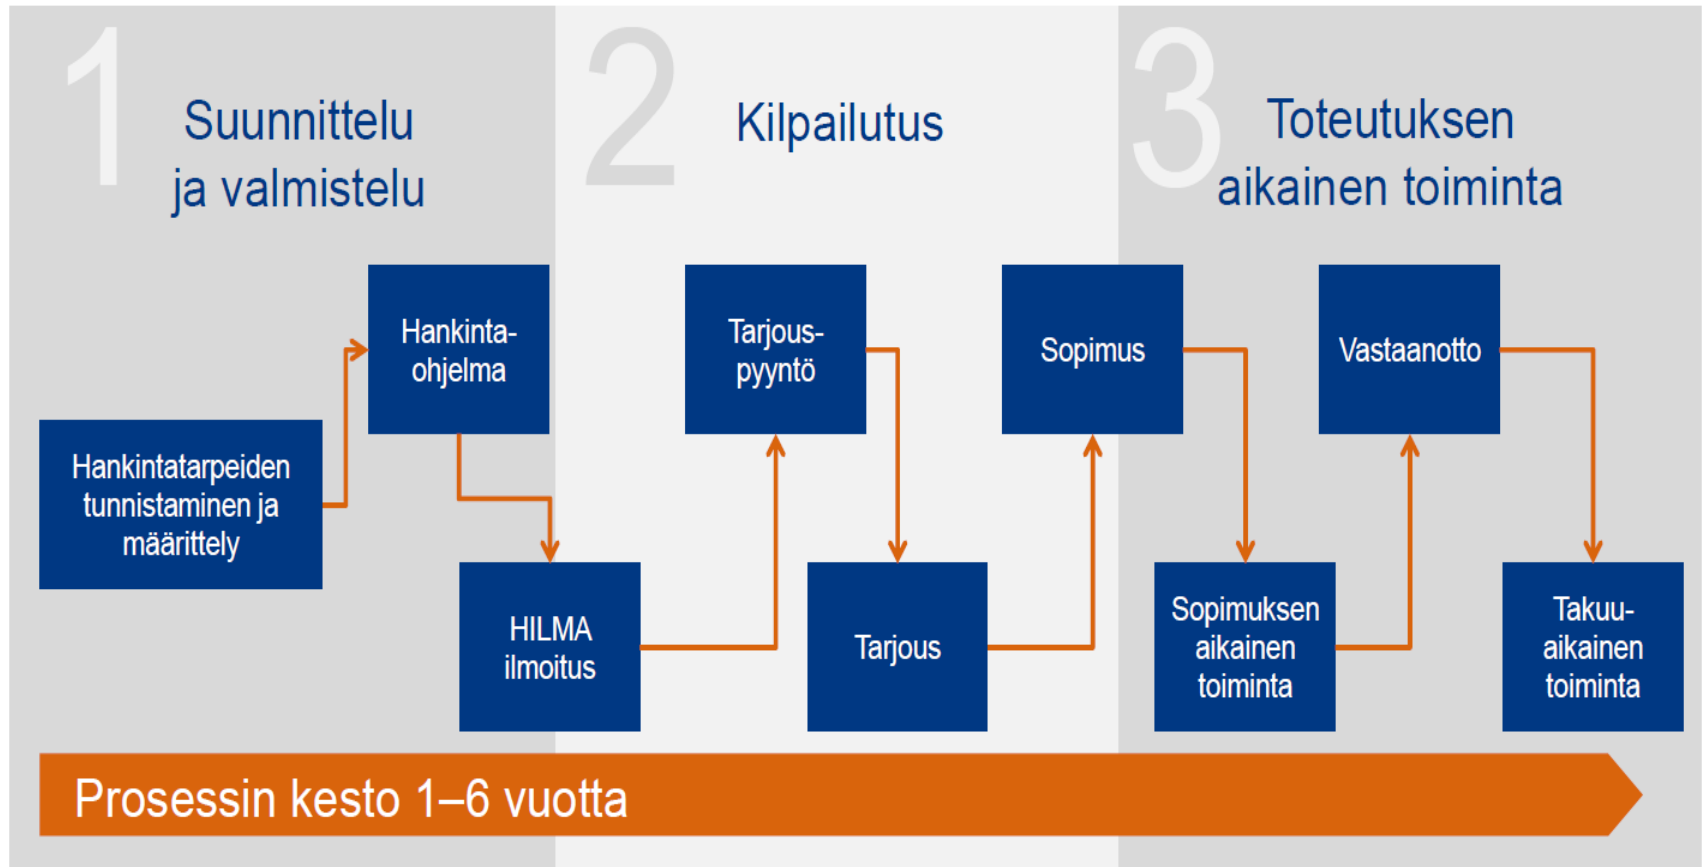 1
Suunnittelu
ja valmistelu
2
Kilpailutus
3
Toteutuksen
aikainen toiminta
Hankintatarpeiden
tunnistaminen ja
määrittely
Hankinta-
ohjelma
HILMA
ilmoitus
Tarjous-
pyyntö
Tarjous
Sopimus
Sopimuksen
aikainen
toiminta
Vastaanotto
Takuu-
aikainen
toiminta
Prosessin kesto 1–6 vuotta